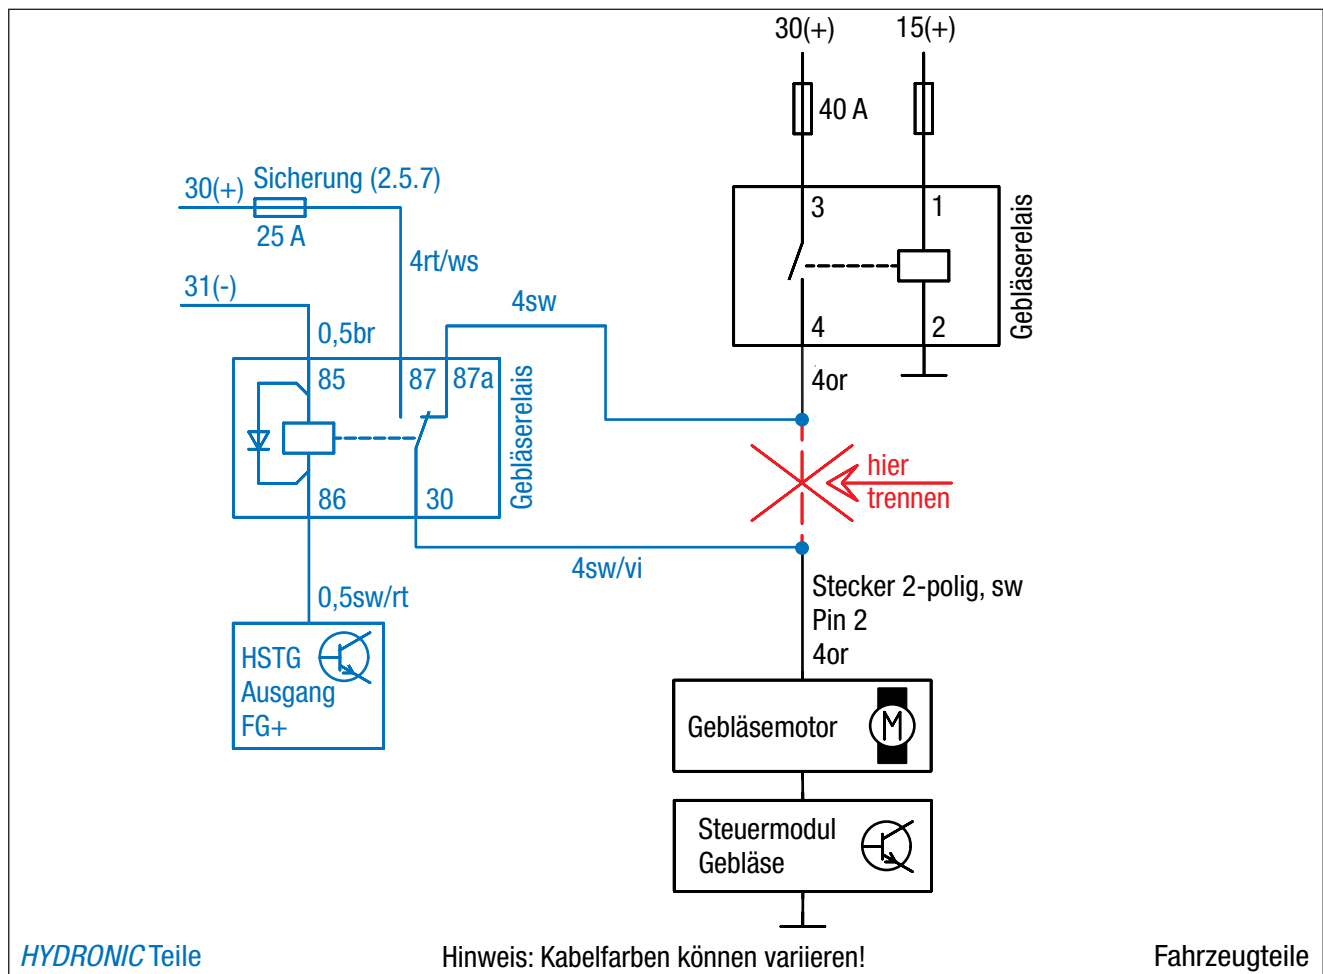 30(+)
15(+)
40 A
3
1
4
2
Gebläserelais
30(+)
Sicherung (2.5.7)
25 A
4rt/ws
31(-)
4sw
0,5br
85
87
87a
86
30
Gebläserelais
4or
hier
trennen
4sw/vi
0,5sw/rt
HSTG
Ausgang
FG+
Stecker 2-polig, sw
Pin 2
4or
Gebläsemotor
M
Steuermodul
Gebläse
HYDRONIC Teile
Hinweis: Kabelfarben können variieren!
Fahrzeugteile